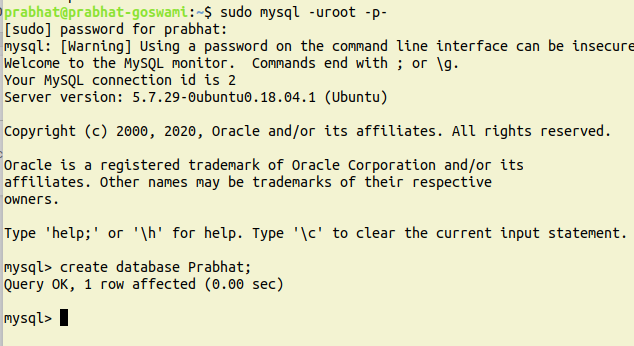 prabhat@prabhat-goswami:~$ sudo mysql -uroot -p-
[sudo] password for prabhat:
mysql: [Warning] Using a password on the command line interface can be insecure
Welcome to the MySQL monitor.  Commands end with ; or \g.
Your MySQL connection id is 2
Server version: 5.7.29-0ubuntu0.18.04.1 (Ubuntu)
Copyright (c) 2000, 2020, Oracle and/or its affiliates. All rights reserved.
Oracle is a registered trademark of Oracle Corporation and/or its
affiliates. Other names may be trademarks of their respective
owners.
Type 'help;' or '\h' for help. Type '\c' to clear the current input statement.
mysql> create database Prabhat;
Query OK, 1 row affected (0.00 sec)
mysql>